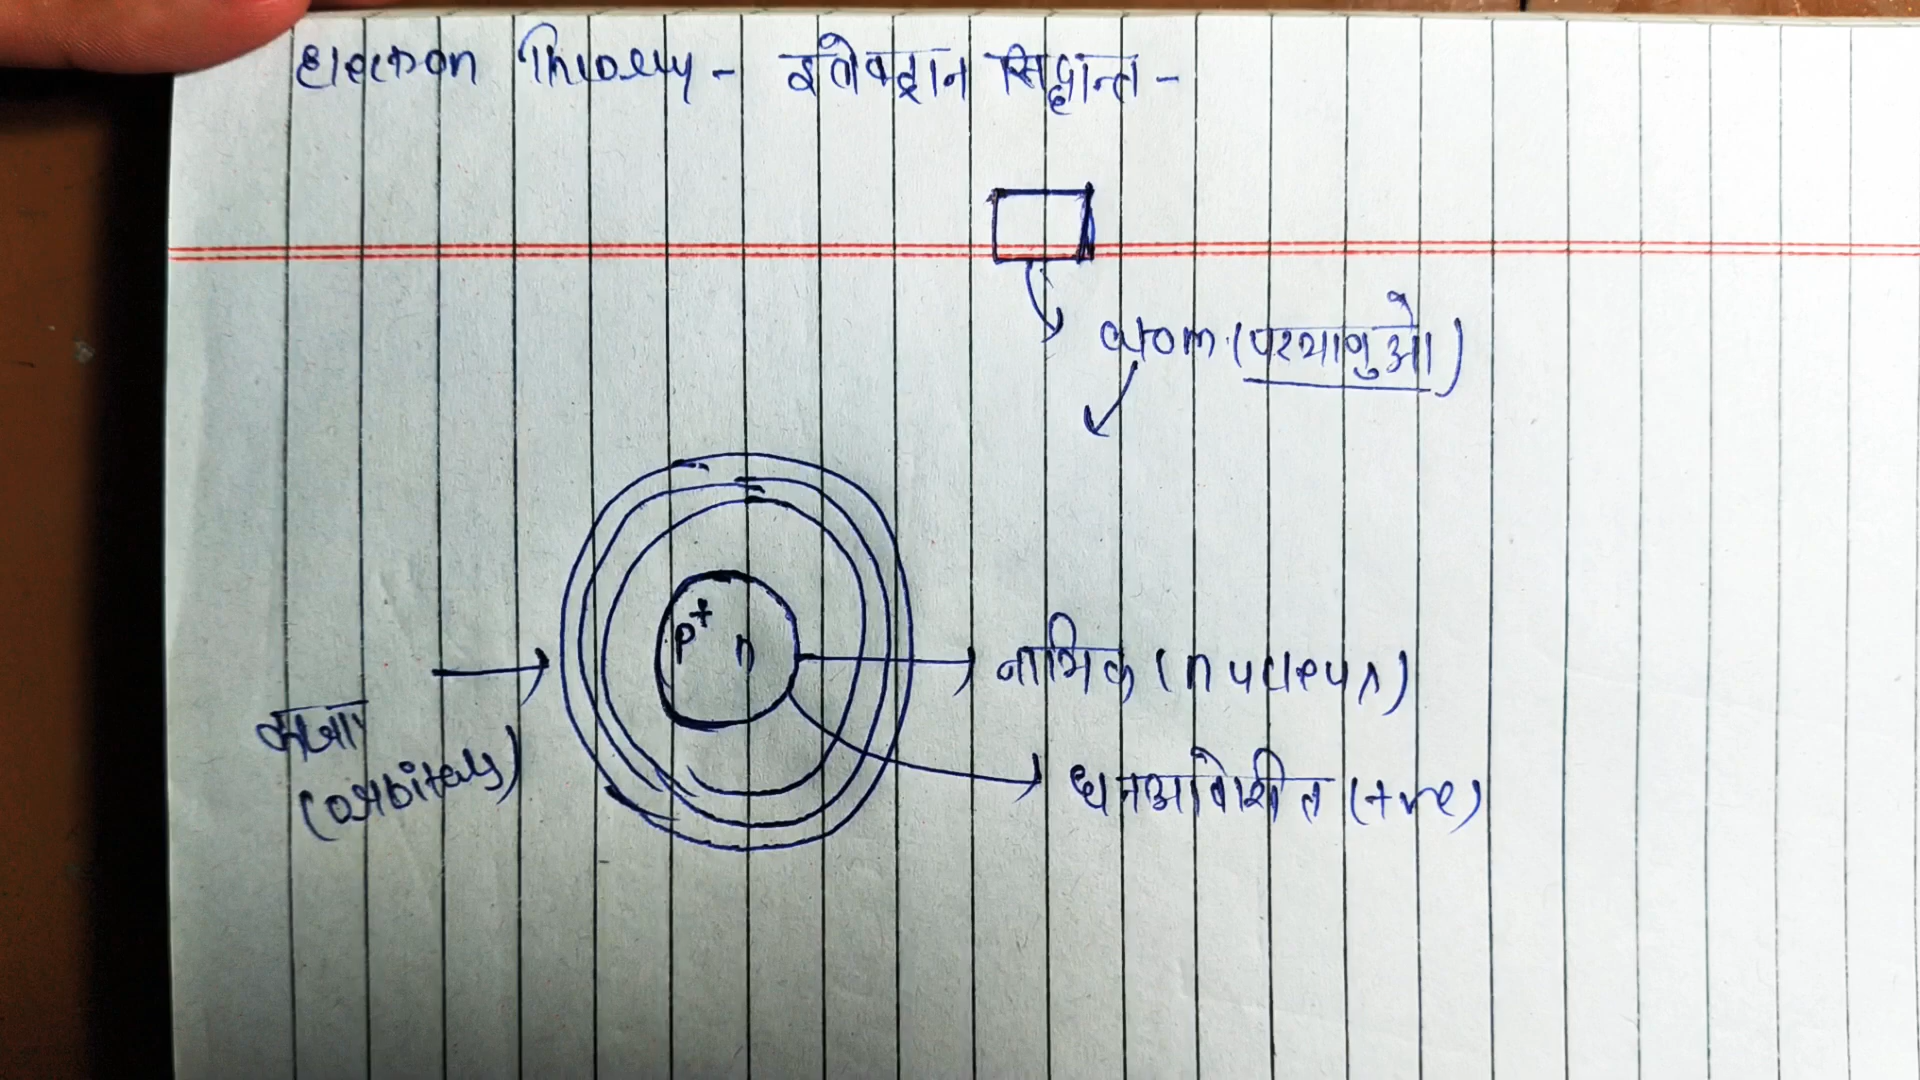 Electron Theory - इलेक्ट्रान सिद्धान्त -
atom (परमाणुओं)
p+ n
नाभिक (nucleus)
कक्षा
(orbitals)
धनआवेशीत (+ve)